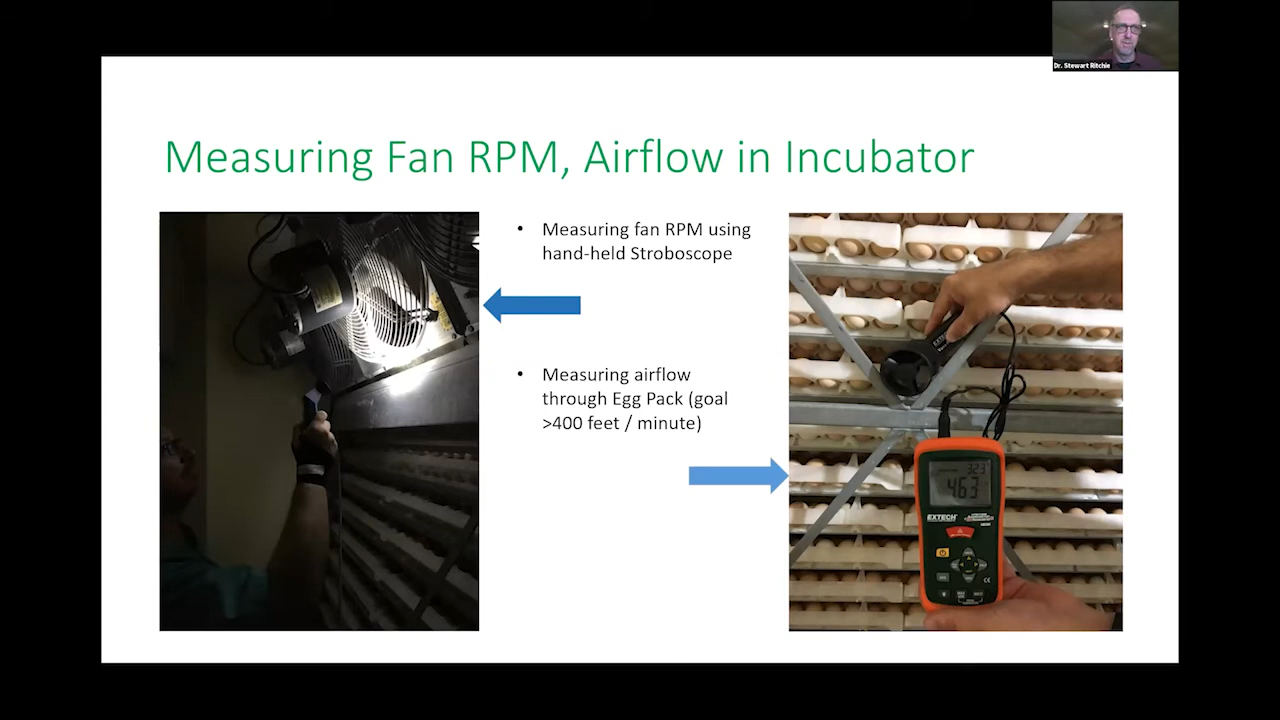 Dr. Stewart Ritchie
Measuring Fan RPM, Airflow in Incubator
• Measuring fan RPM using
hand-held Stroboscope
• Measuring airflow
through Egg Pack (goal
>400 feet / minute)
EXTECH
323
463
EXTECH